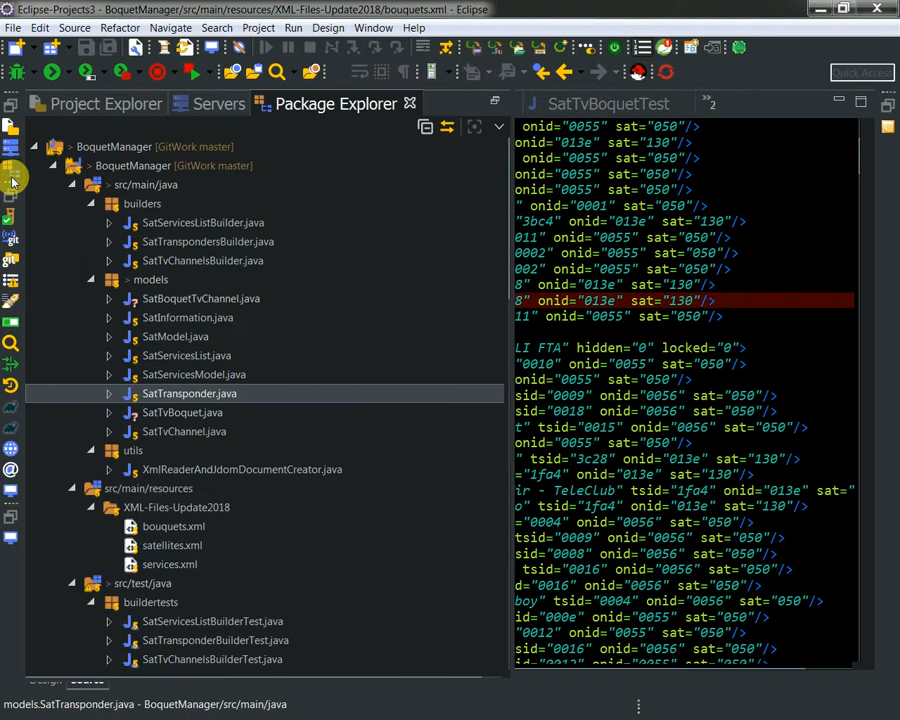 Eclipse-Projects3 - BoquetManager/src/main/resources/XML-Files-Update2018/bouquets.xml - Eclipse
File Edit Source Refactor Navigate Search Project Run Design Window Help
Quick Access
Project Explorer Servers Package Explorer SatTvBoquetTest »2
> BoquetManager [GitWork master]
> BoquetManager [GitWork master]
> src/main/java
builders
SatServicesListBuilder.java
SatTranspondersBuilder.java
SatTvChannelsBuilder.java
> models
SatBoquetTvChannel.java
SatInformation.java
SatModel.java
SatServicesList.java
SatServicesModel.java
SatTransponder.java
SatTvBoquet.java
SatTvChannel.java
utils
XmlReaderAndJdomDocumentCreator.java
src/main/resources
XML-Files-Update2018
bouquets.xml
satellites.xml
services.xml
> src/test/java
buildertests
SatServicesListBuilderTest.java
SatTransponderBuilderTest.java
SatTvChannelsBuilderTest.java
onid="0055" sat="050"/>
onid="013e" sat="130"/>
onid="0055" sat="050"/>
onid="0055" sat="050"/>
onid="0055" sat="050"/>
" onid="0001" sat="050"/>
"3bc4" onid="013e" sat="130"/>
011" onid="0055" sat="050"/>
0002" onid="0055" sat="050"/>
002" onid="0055" sat="050"/>
8" onid="013e" sat="130"/>
8" onid="013e" sat="130"/>
11" onid="0055" sat="050"/>
LI FTA" hidden="0" locked="0">
"0010" onid="0055" sat="050"/>
onid="0055" sat="050"/>
sid="0009" onid="0056" sat="050"/>
sid="0018" onid="0056" sat="050"/>
t" tsid="0015" onid="0056" sat="050"/>
onid="0055" sat="050"/>
" tsid="3c28" onid="013e" sat="130"/>
="1fa4" onid="013e" sat="130"/>
ir - TeleClub" tsid="1fa4" onid="013e" sat="
o" tsid="1fa4" onid="013e" sat="130"/>
="0004" onid="0056" sat="050"/>
tsid="0009" onid="0056" sat="050"/>
sid="0008" onid="0056" sat="050"/>
tsid="0016" onid="0056" sat="050"/>
d="0016" onid="0056" sat="050"/>
boy" tsid="0004" onid="0056" sat="050"/>
id="000e" onid="0056" sat="050"/>
"0012" onid="0055" sat="050"/>
sid="0016" onid="0056" sat="050"/>
Source
models.SatTransponder.java - BoquetManager/src/main/java